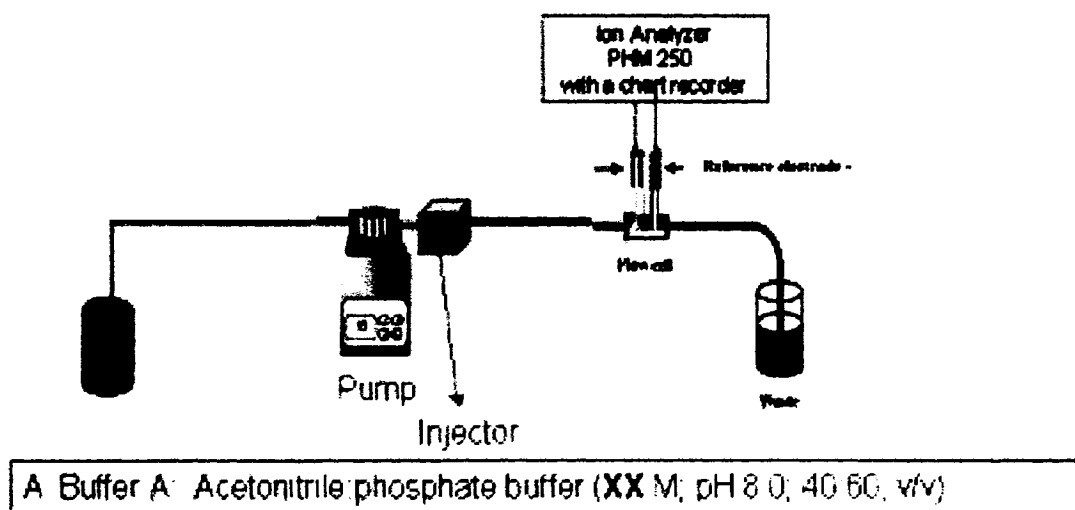 Ion Analyzer
PHM 250
with a chart recorder
Reference electrode -
Flow cell
Pump
Injector
Waste
A Buffer A: Acetonitrile:phosphate buffer (XX M; pH 8.0; 40:60, v/v)